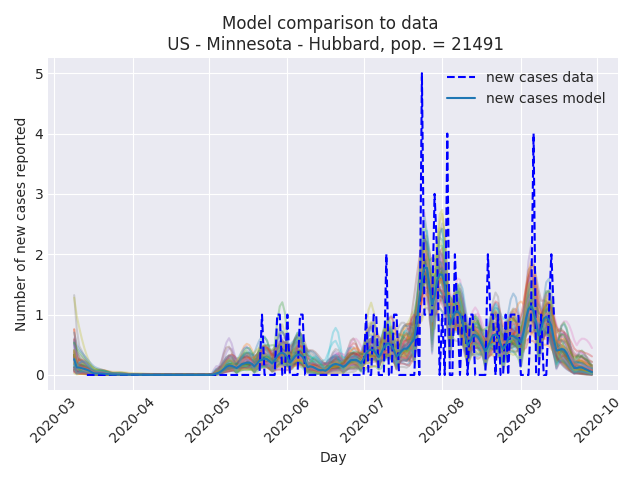 Model comparison to data
US - Minnesota - Hubbard, pop. = 21491
new cases data
new cases model
Number of new cases reported
5
4
3
2
1
0
2020-03
2020-04
2020-05
2020-06
2020-07
2020-08
2020-09
2020-10
Day